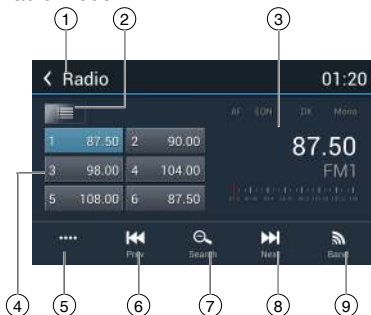 1 2 3
Radio 01:20
AF EON DK Mono
1 87.50 2 90.00
87.50
3 98.00 4 104.00
FM1
5 108.00 6 87.50
Prev Search Next Band
4 5 6 7 8 9